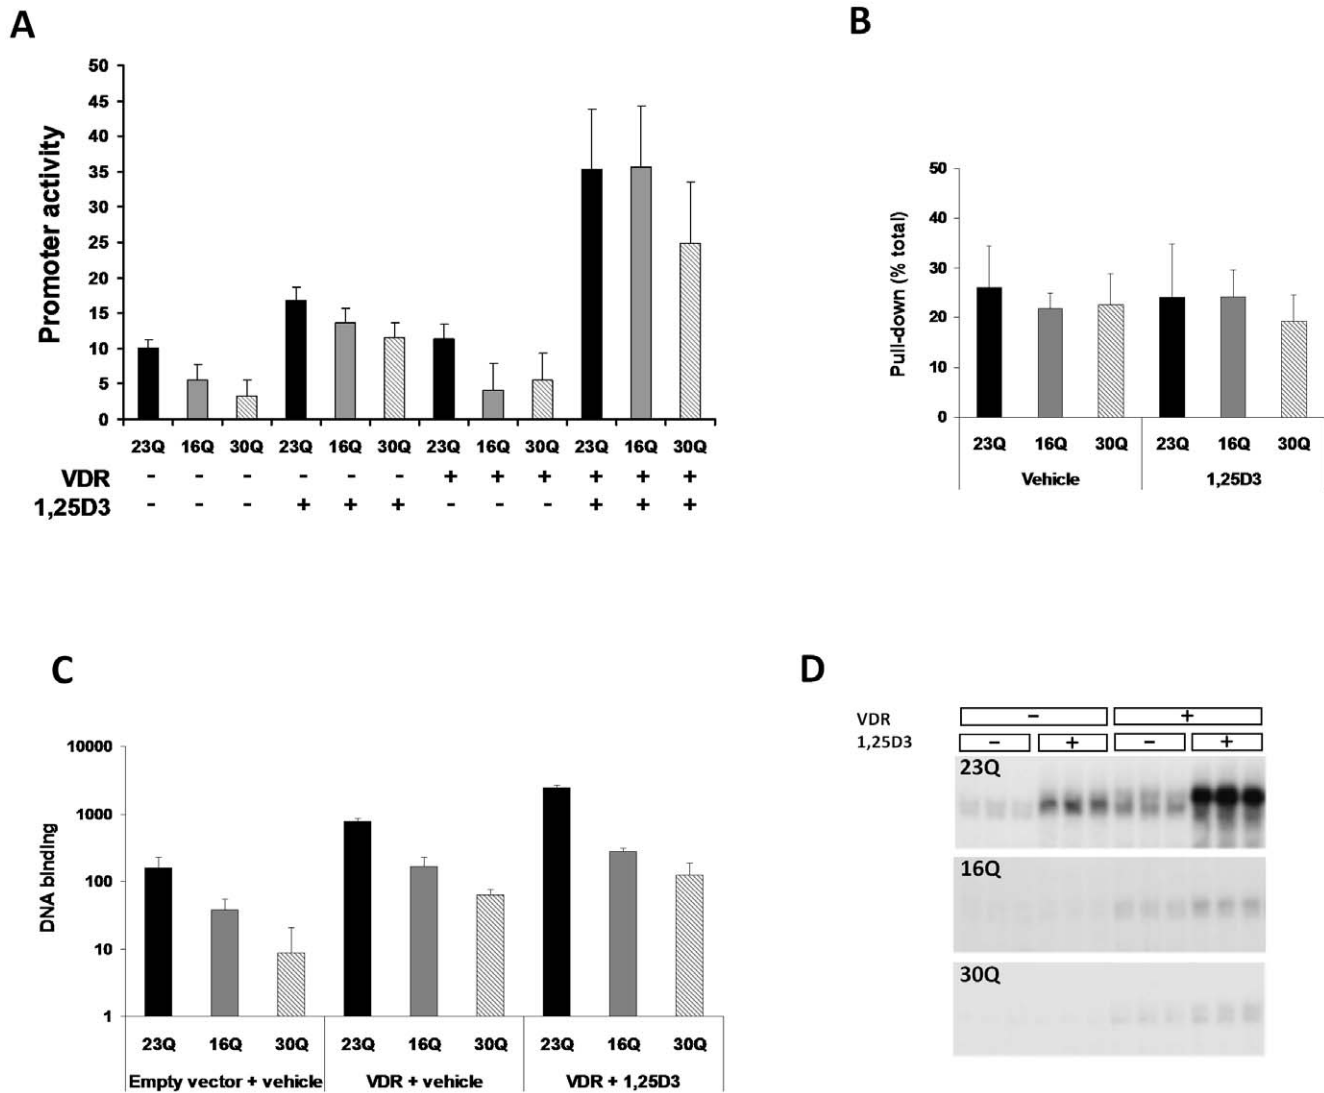 A
Promoter activity
50
45
40
35
30
25
20
15
10
5
0
23Q 16Q 30Q 23Q 16Q 30Q 23Q 16Q 30Q 23Q 16Q 30Q
VDR - - - - - - + + + + + +
1,25D3 - - - + + + - - - + + +
B
Pull-down (% total)
50
40
30
20
10
0
23Q 16Q 30Q 23Q 16Q 30Q
Vehicle 1,25D3
C
DNA binding
10000
1000
100
10
1
23Q 16Q 30Q 23Q 16Q 30Q 23Q 16Q 30Q
Empty vector + vehicle VDR + vehicle VDR + 1,25D3
D
VDR - +
1,25D3 - + - +
23Q
16Q
30Q